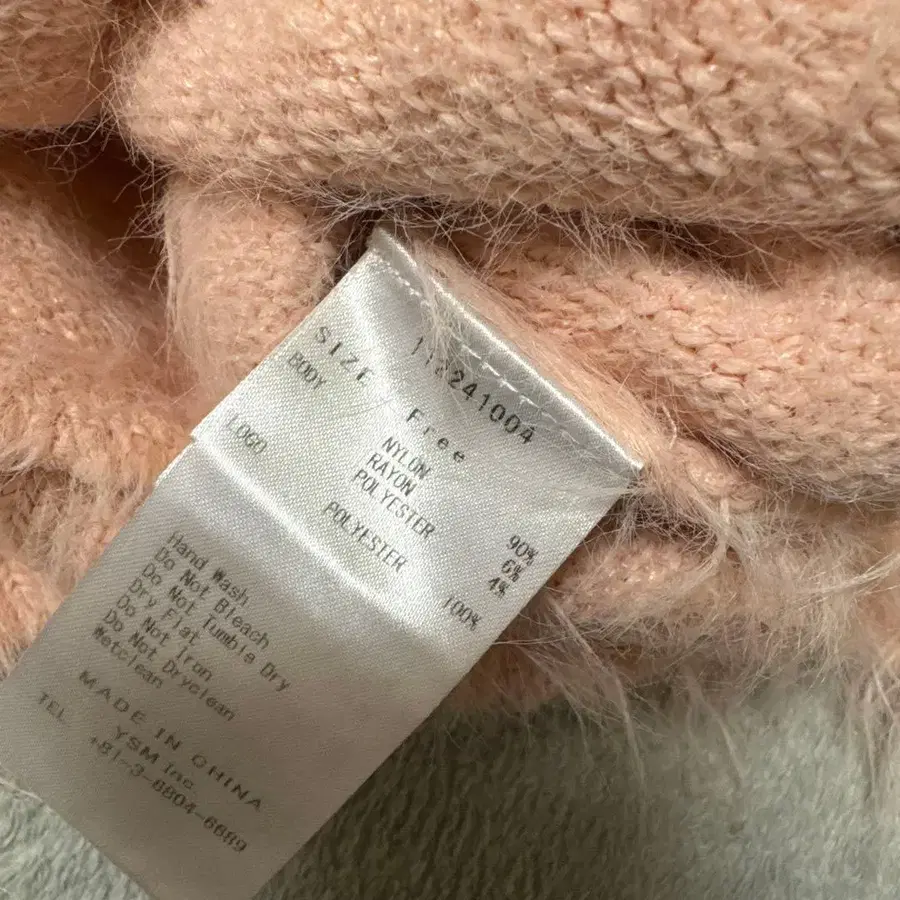 112241004
SIZE Free
BODY NYLON 90%
RAYON 6%
POLYESTER 4%
LOGO POLYESTER 100%
Hand Wash
Do Not Bleach
Do Not Tumble Dry
Dry Flat
Do Not Iron
Do Not Dryclean
Wetclean
MADE IN CHINA
YSM Inc
TEL +81-3-6804-6689